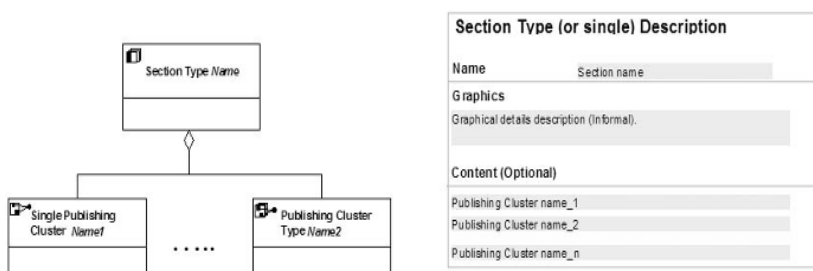 Section Type Name
Single Publishing
Cluster Name1
.....
Publishing Cluster
Type Name2
Section Type (or single) Description
Name
Section name
Graphics
Graphical details description (Informal).
Content (Optional)
Publishing Cluster name_1
Publishing Cluster name_2
Publishing Cluster name_n